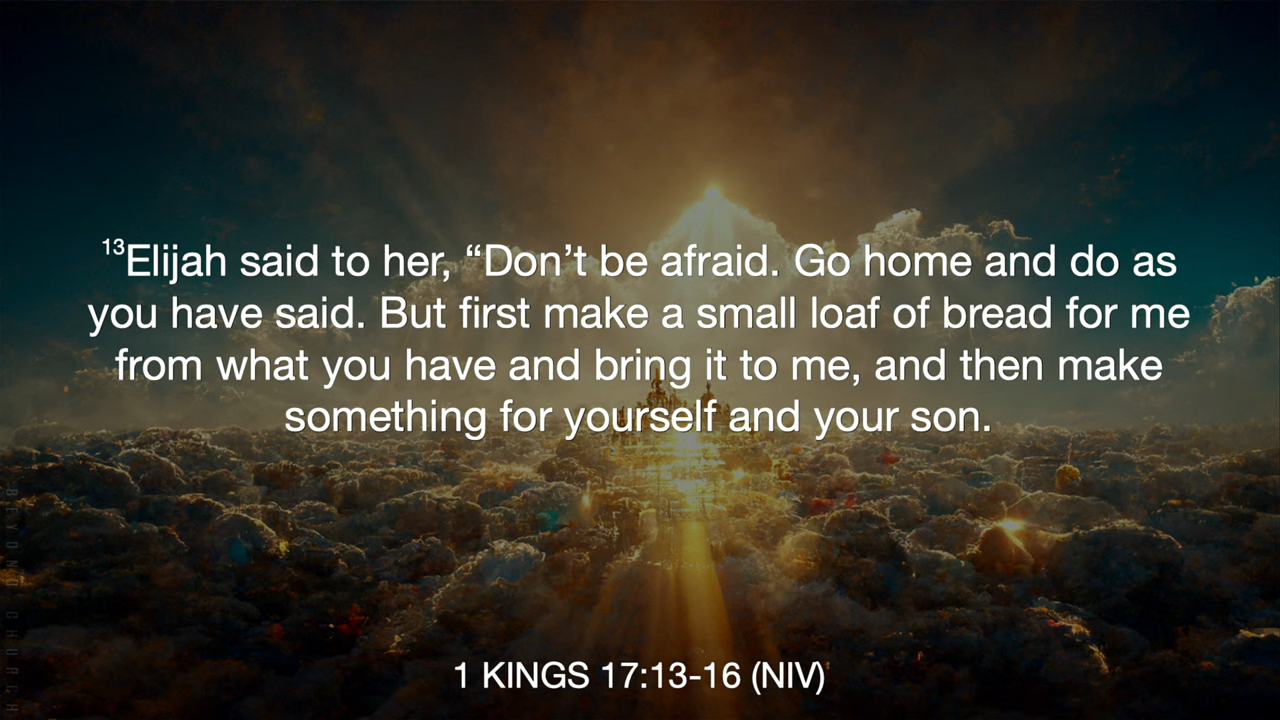 ¹³Elijah said to her, “Don’t be afraid. Go home and do as
you have said. But first make a small loaf of bread for me
from what you have and bring it to me, and then make
something for yourself and your son.
1 KINGS 17:13-16 (NIV)
BEYOND CHURCH